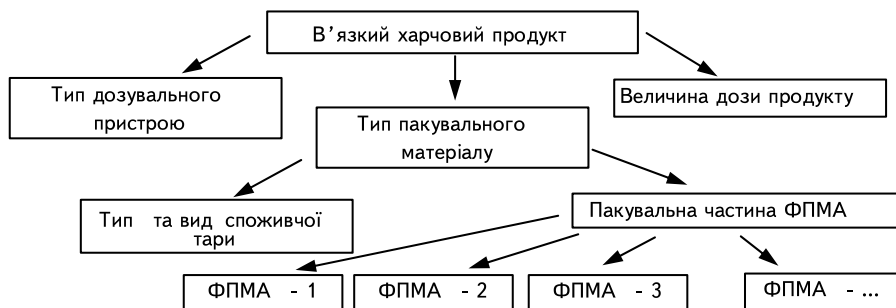 В’язкий харчовий продукт
Тип дозувального
пристрою
Величина дози продукту
Тип пакувального
матеріалу
Тип та вид споживчої
тари
Пакувальна частина ФПМА
ФПМА - 1
ФПМА - 2
ФПМА - 3
ФПМА - ...